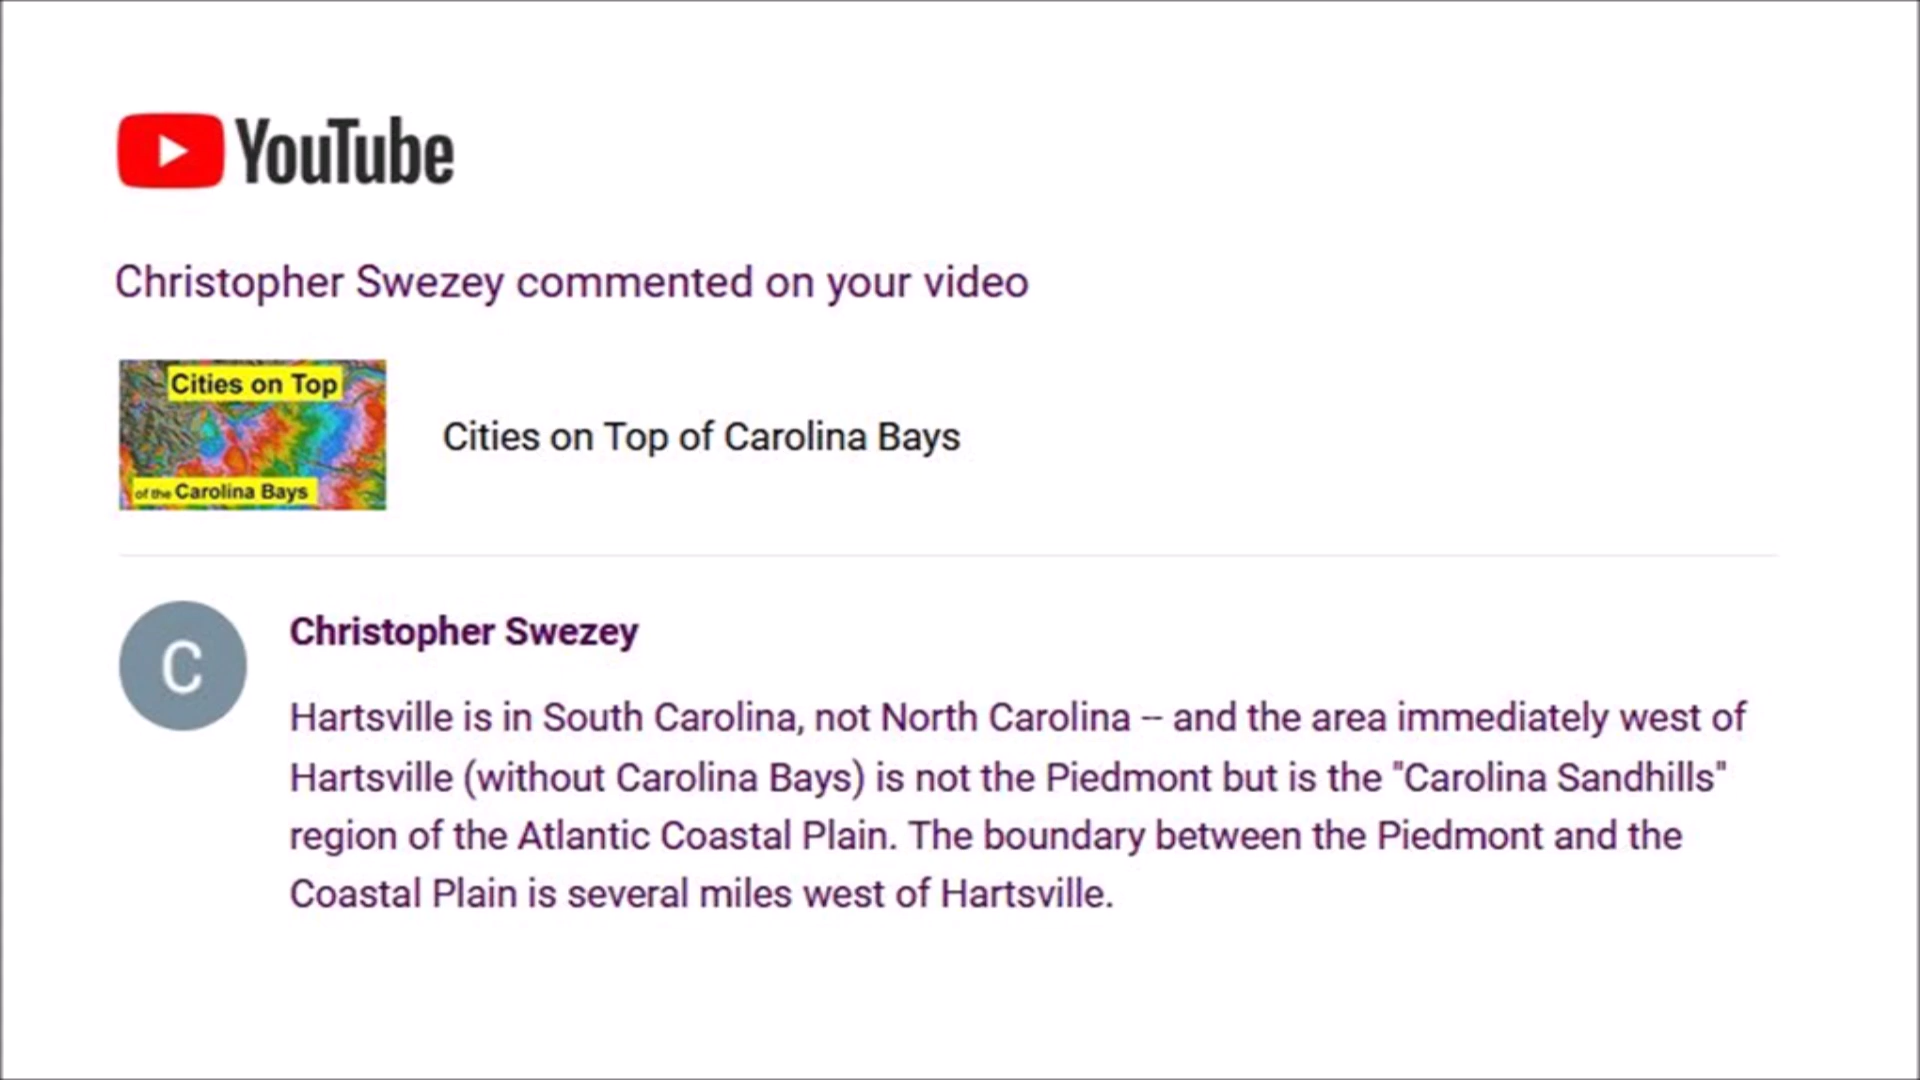 YouTube
Christopher Swezey commented on your video
Cities on Top
of the Carolina Bays
Cities on Top of Carolina Bays
C
Christopher Swezey
Hartsville is in South Carolina, not North Carolina -- and the area immediately west of
Hartsville (without Carolina Bays) is not the Piedmont but is the "Carolina Sandhills"
region of the Atlantic Coastal Plain. The boundary between the Piedmont and the
Coastal Plain is several miles west of Hartsville.